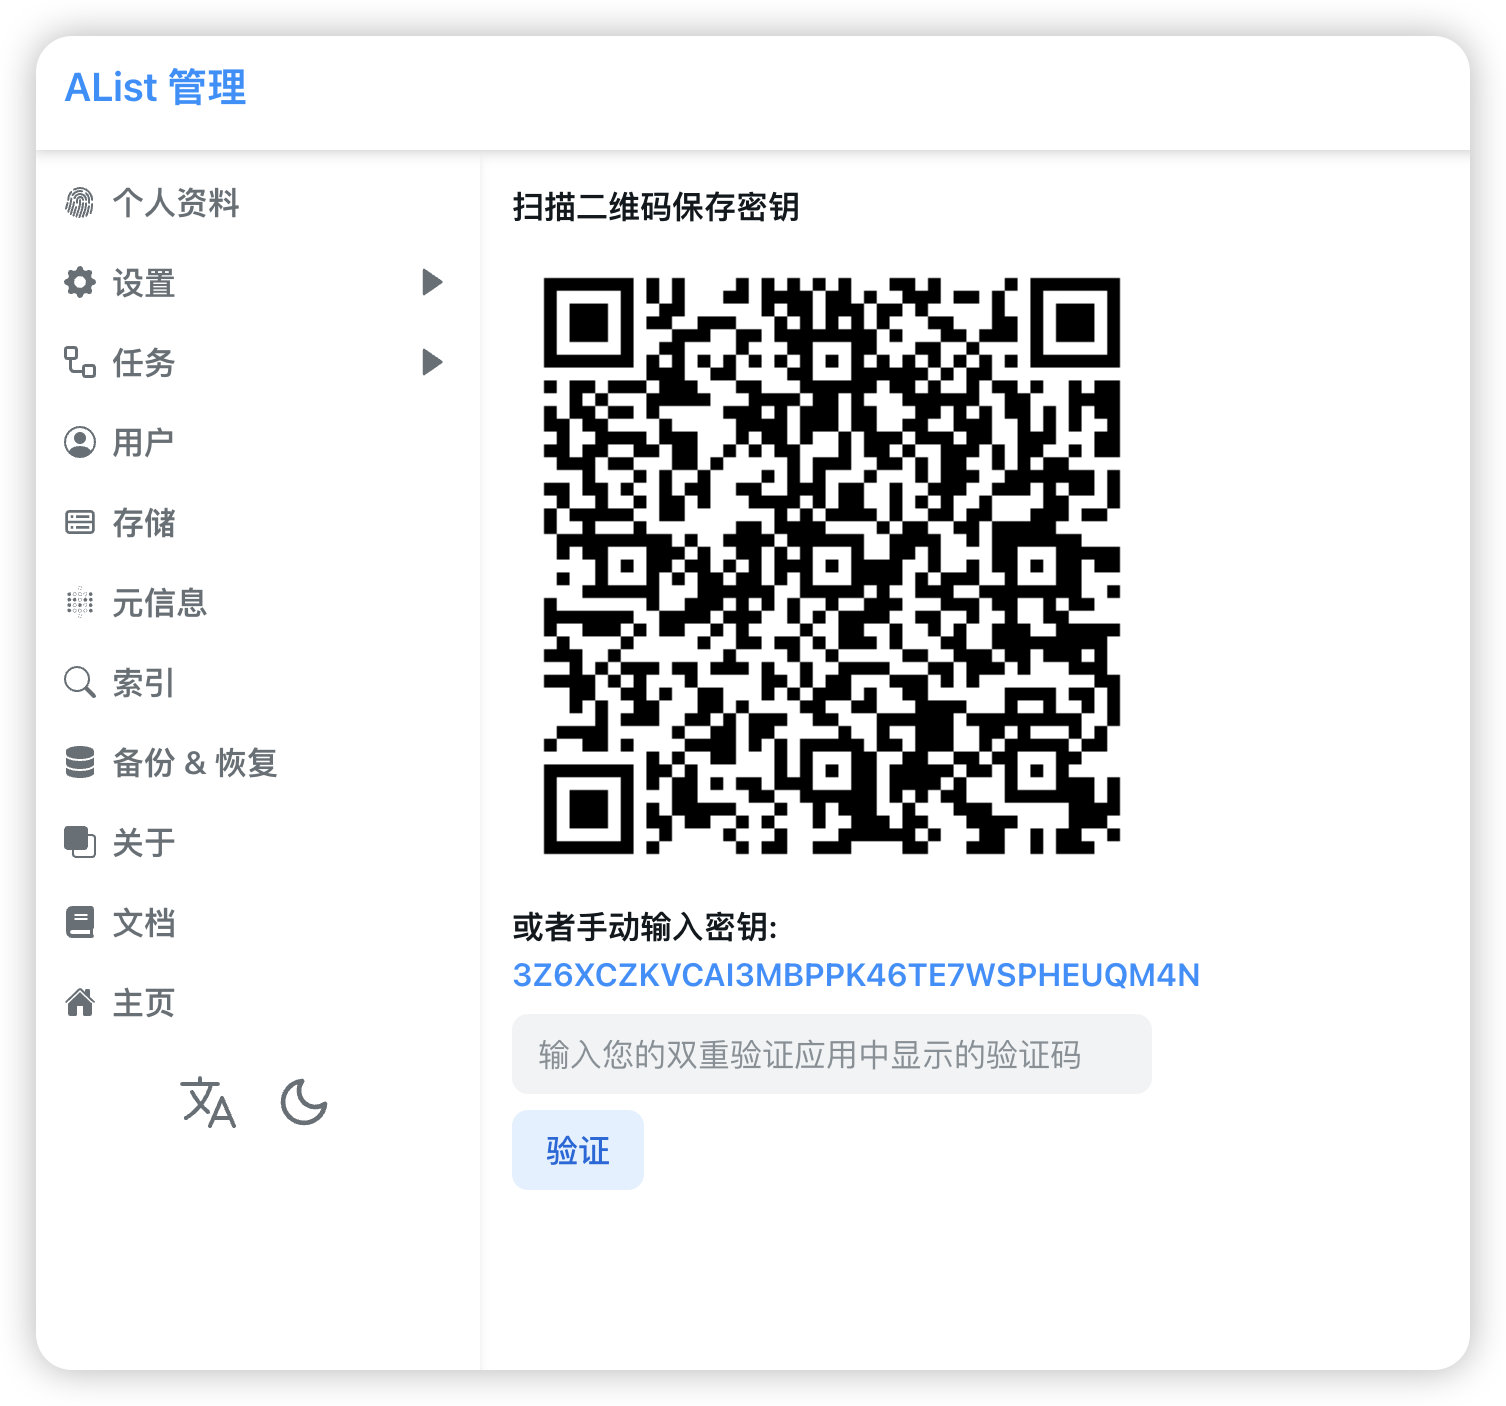 AList 管理
个人资料
设置
任务
用户
存储
元信息
索引
备份 & 恢复
关于
文档
主页
扫描二维码保存密钥
或者手动输入密钥:
3Z6XCZKVCAI3MBPPK46TE7WSPHEUQM4N
输入您的双重验证应用中显示的验证码
验证